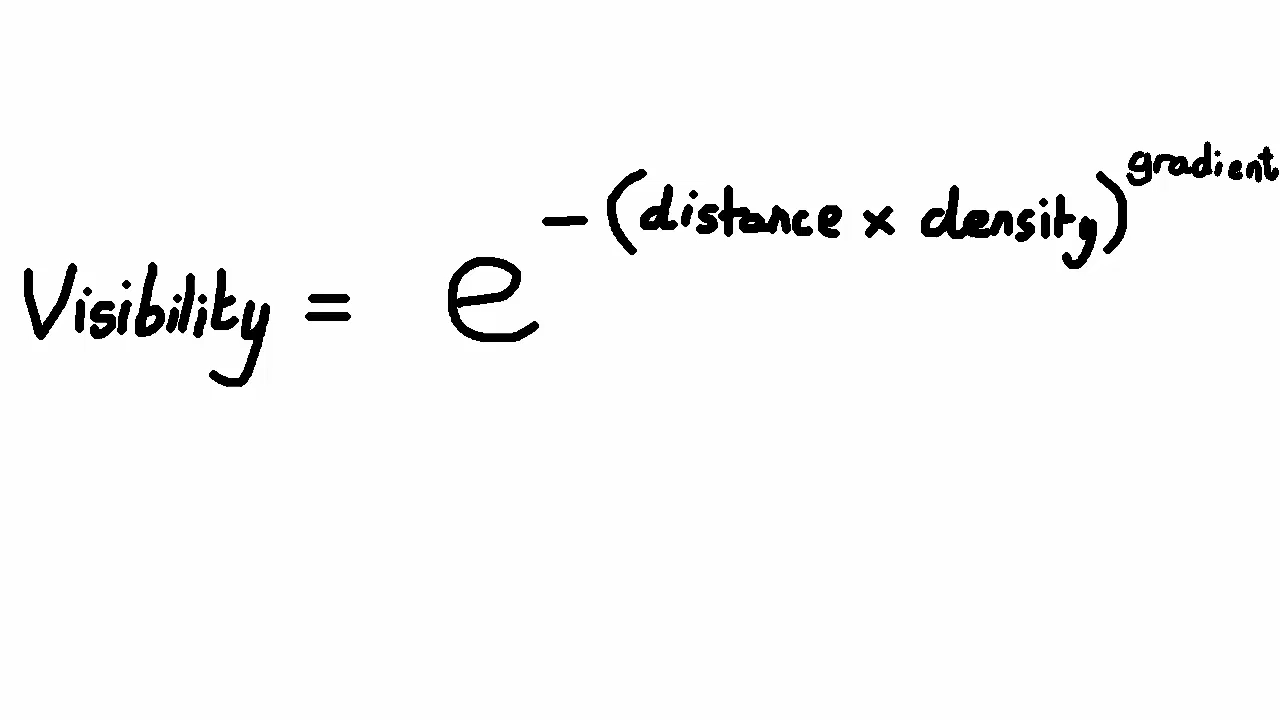 Visibility = e^-(distance × density)^gradient